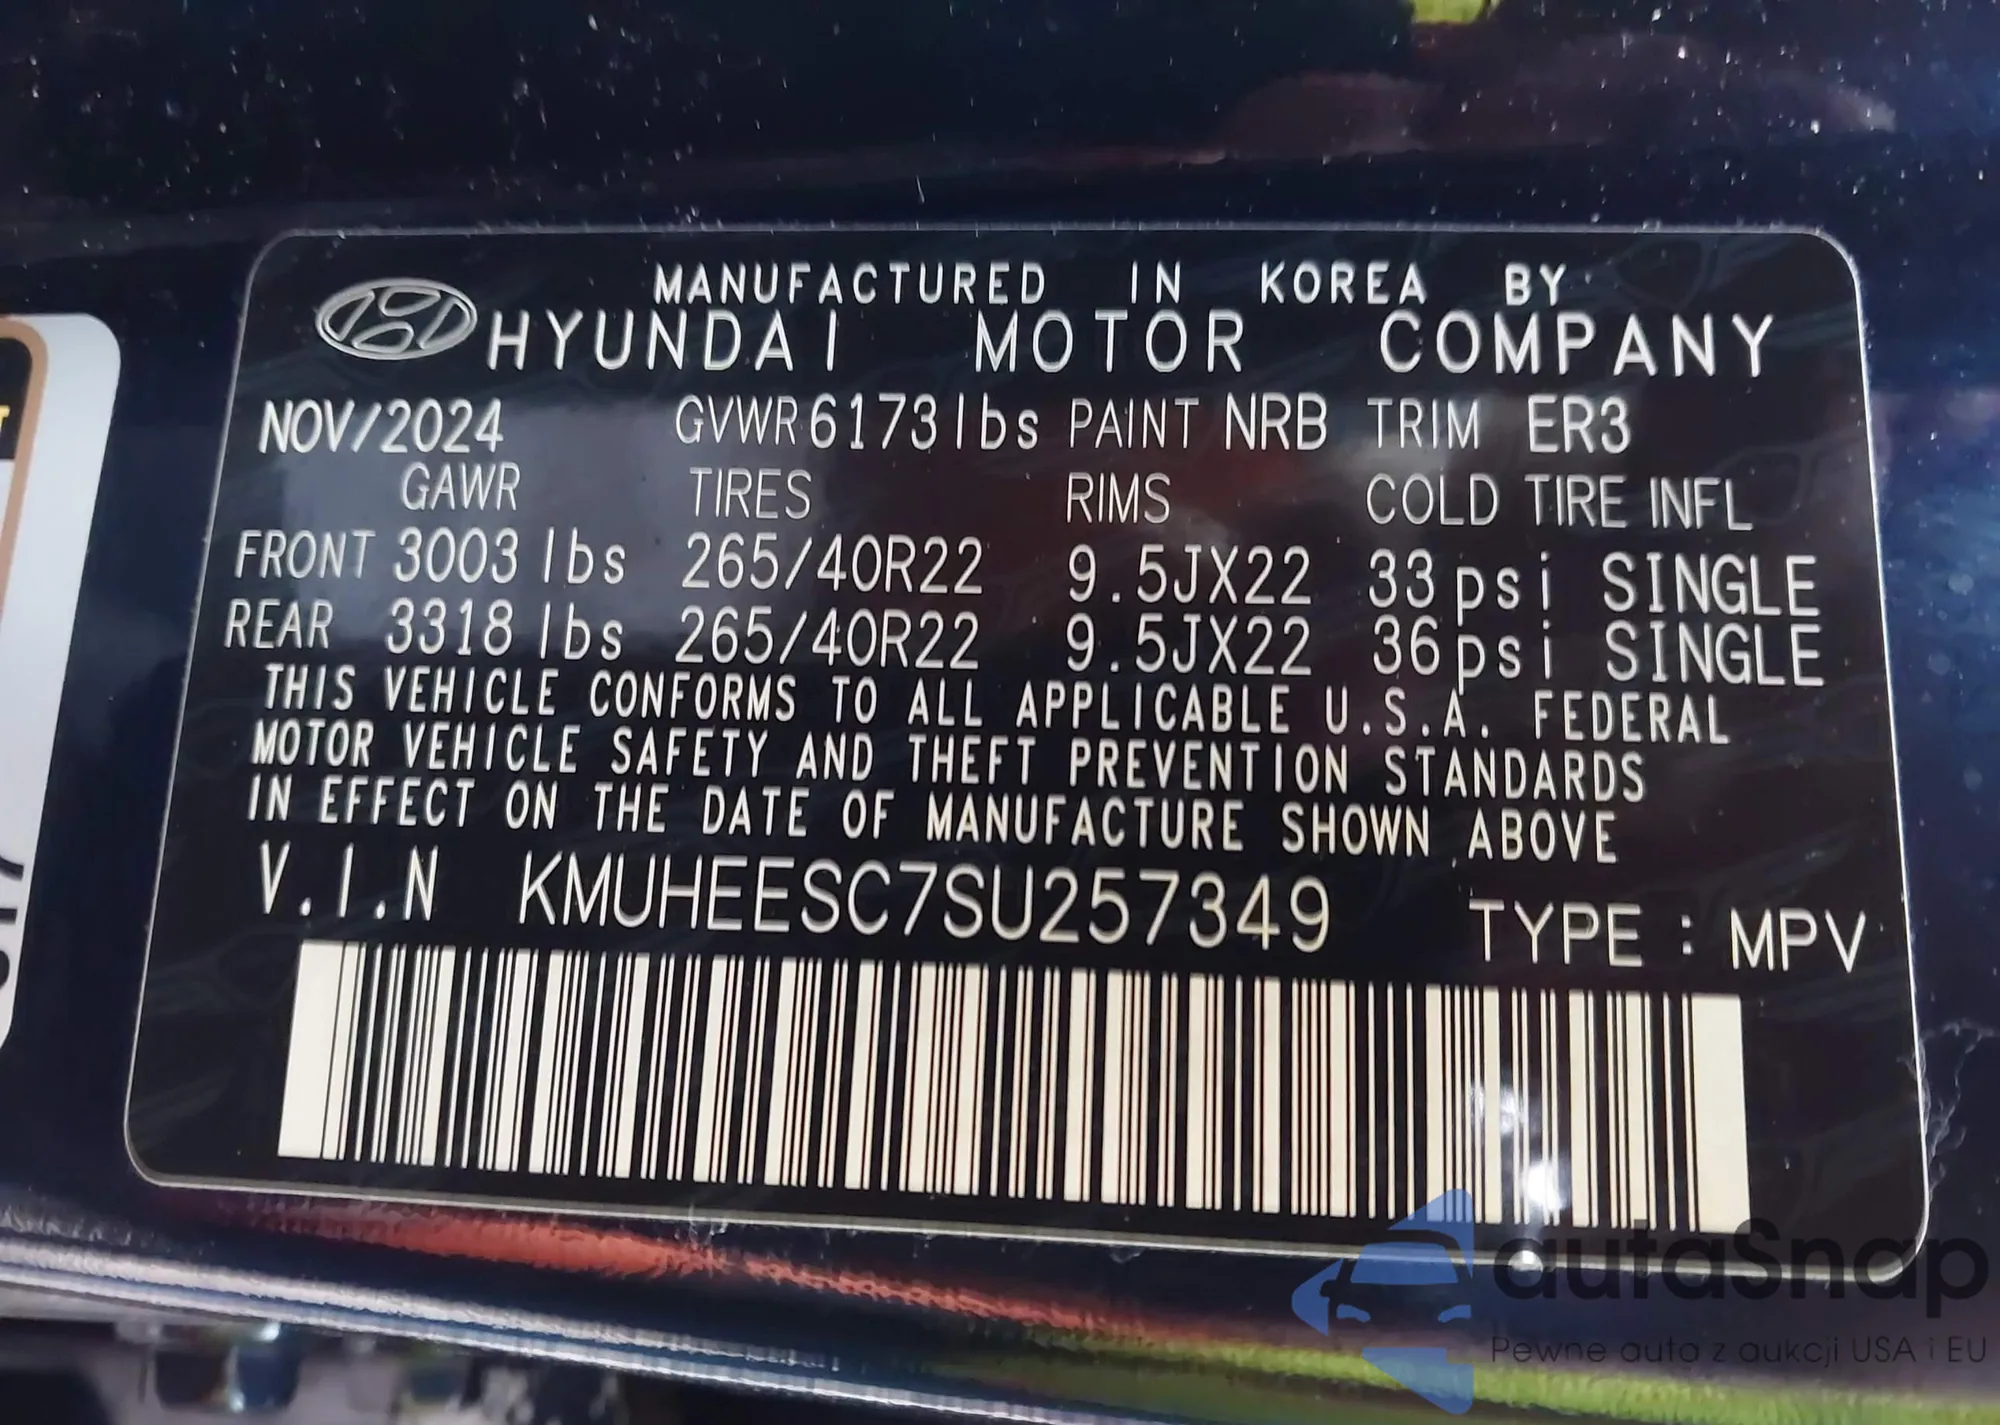 MANUFACTURED IN KOREA BY
HYUNDAI MOTOR COMPANY
NOV/2024 GVWR 6173 lbs PAINT NRB TRIM ER3
GAWR TIRES RIMS COLD TIRE INFL
FRONT 3003 lbs 265/40R22 9.5JX22 33 psi SINGLE
REAR 3318 lbs 265/40R22 9.5JX22 36 psi SINGLE
THIS VEHICLE CONFORMS TO ALL APPLICABLE U.S.A. FEDERAL
MOTOR VEHICLE SAFETY AND THEFT PREVENTION STANDARDS
IN EFFECT ON THE DATE OF MANUFACTURE SHOWN ABOVE
V.I.N KMUHEESC7SU257349 TYPE : MPV
autaSnap
Pewne auta z aukcji USA i EU